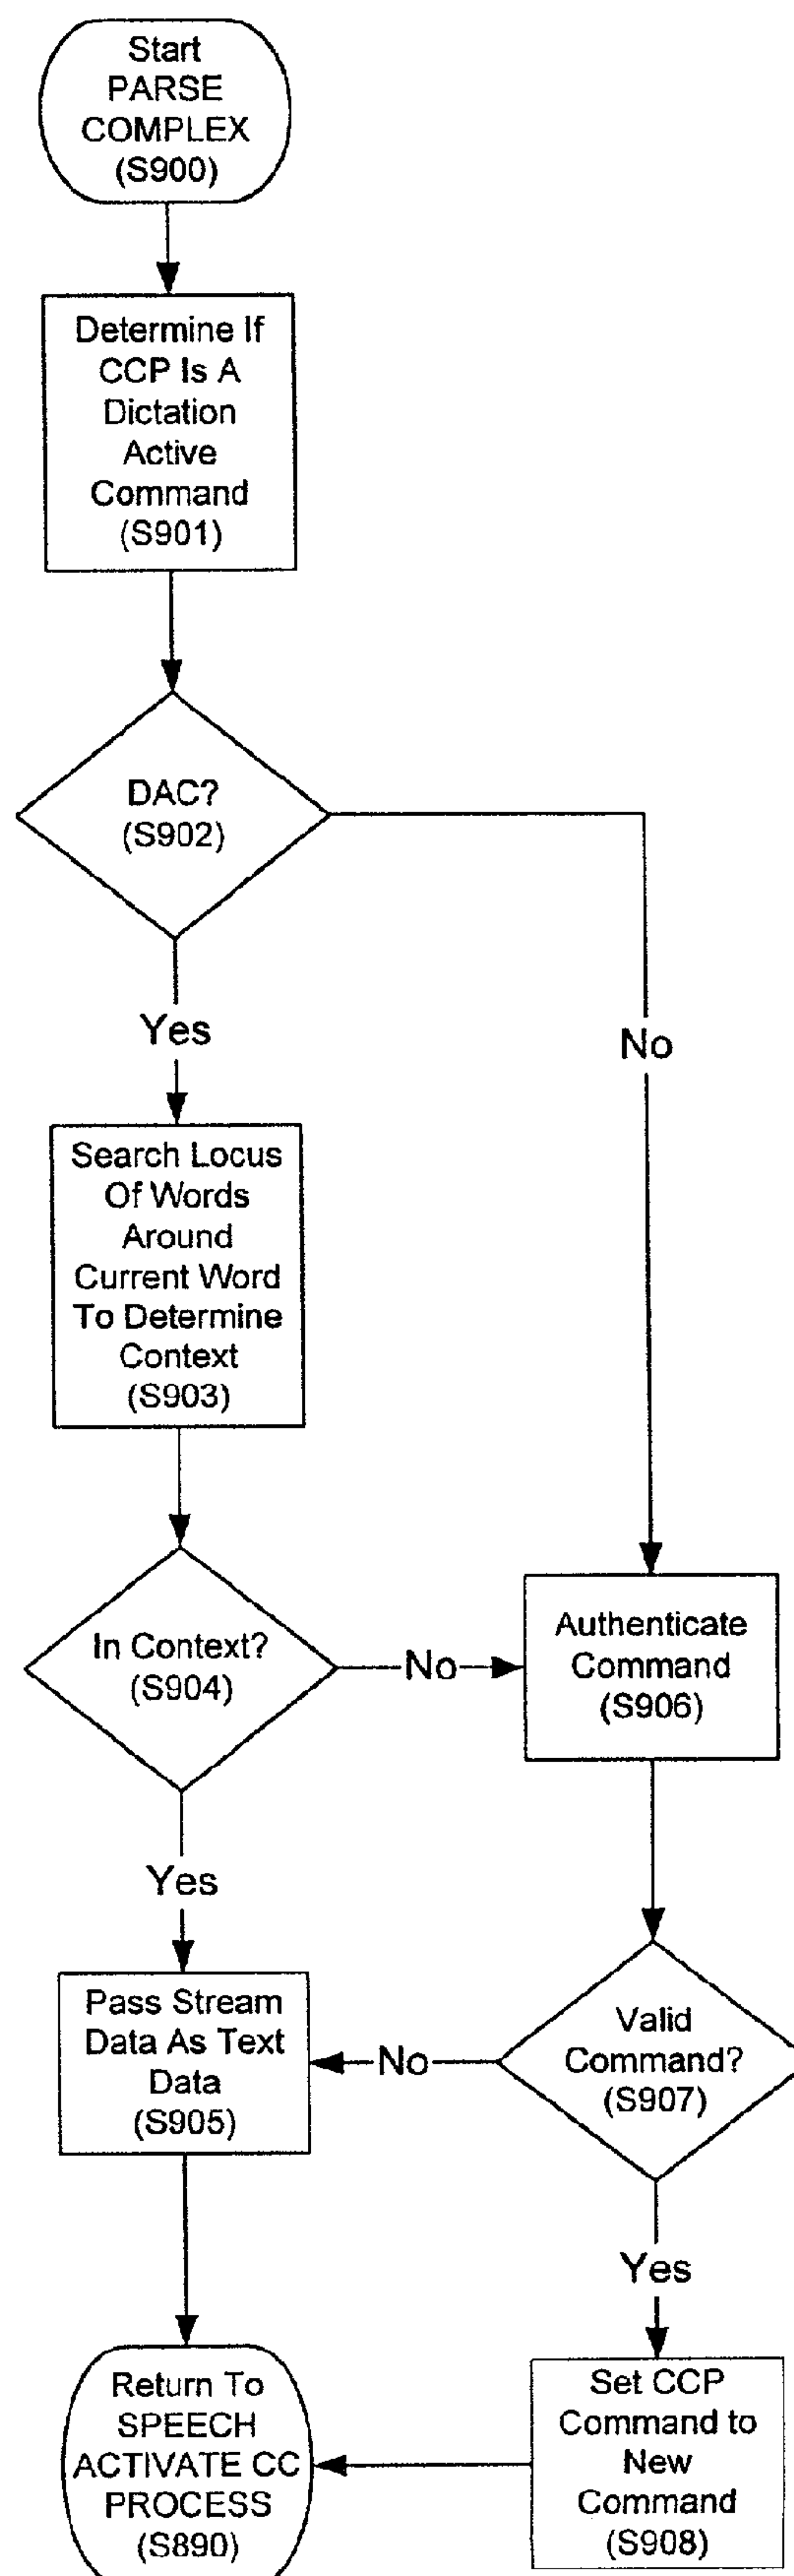 Start
PARSE
COMPLEX
(S900)
Determine If
CCP Is A
Dictation
Active
Command
(S901)
DAC?
(S902)
Yes
No
Search Locus
Of Words
Around
Current Word
To Determine
Context
(S903)
In Context?
(S904)
No
Authenticate
Command
(S906)
Yes
Pass Stream
Data As Text
Data
(S905)
No
Valid
Command?
(S907)
Yes
Return To
SPEECH
ACTIVATE CC
PROCESS
(S890)
Set CCP
Command to
New
Command
(S908)